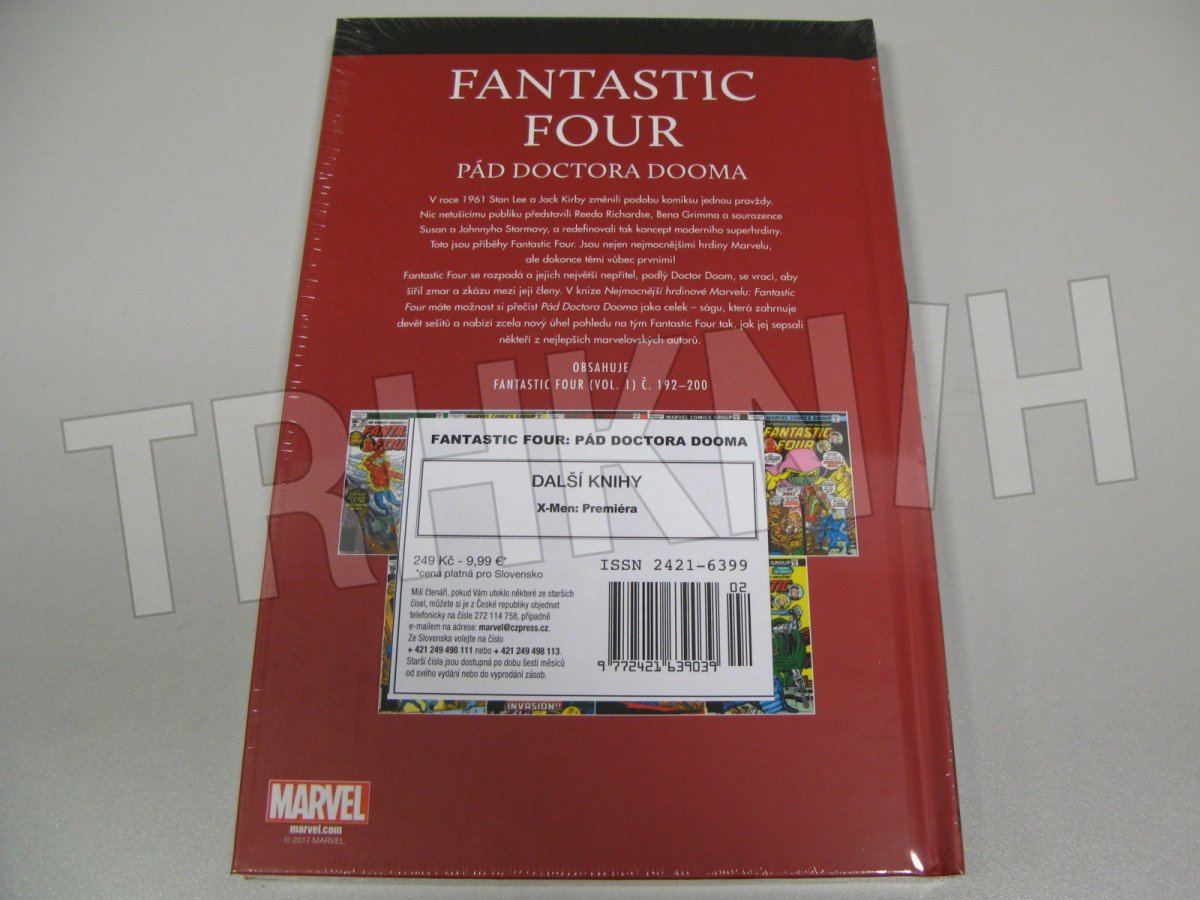 FANTASTIC
FOUR
PÁD DOCTORA DOOMA
V roce 1961 Stan Lee a Jack Kirby změnili podobu komiksu jednou provždy.
Nic netušícímu publiku představili Reeda Richardse, Bena Grimma a sourozence
Susan a Johnnyho Stormovy, a redefinovali tak koncept moderního superhrdiny.
Toto jsou příběhy Fantastic Four. Jsou nejen nejmocnějšími hrdiny Marvelu,
ale dokonce těmi vůbec prvními!
Fantastic Four se rozpadá a jejich největší nepřítel, podlý Doctor Doom, se vrací, aby
šířil zmar a zkázu mezi její členy. V knize Nejmocnější hrdinové Marvelu: Fantastic
Four máte možnost si přečíst Pád Doctora Dooma jako celek – ságu, která zahrnuje
devět sešitů a nabízí zcela nový úhel pohledu na tým Fantastic Four tak, jak jej sepsali
někteří z nejlepších marvelovských autorů.
OBSAHUJE
FANTASTIC FOUR (VOL. 1) Č. 192–200
TRHKNIH
MARVEL COMICS GROUP
FANTASTIC
FOUR
FANTASTIC FOUR: PÁD DOCTORA DOOMA
DALŠÍ KNIHY
X-Men: Premiéra
249 Kč - 9,99 €*
*cena platná pro Slovensko
ISSN 2421-6399
02
Milí čtenáři, pokud Vám uteklo některé ze starších
čísel, můžete si je z České republiky objednat
telefonicky na čísle 272 114 758, případně
e-mailem na adrese: marvel@czpress.cz.
Ze Slovenska volejte na číslo
+ 421 249 498 111 nebo + 421 249 498 113.
Starší čísla jsou dostupná po dobu šesti měsíců
od svého vydání nebo do vyprodání zásob.
9 772421 639039
INVASION!!
MARVEL
marvel.com
© 2017 MARVEL.